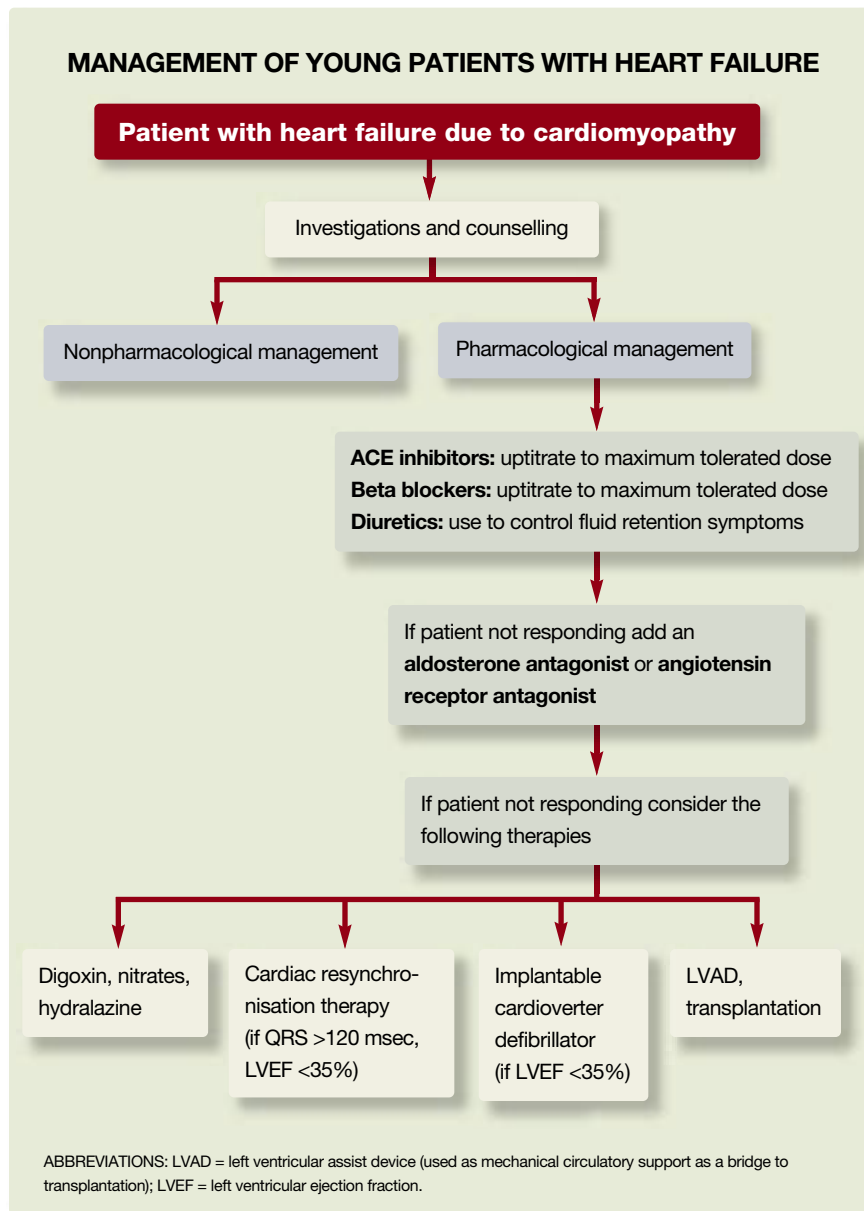 MANAGEMENT OF YOUNG PATIENTS WITH HEART FAILURE
Patient with heart failure due to cardiomyopathy
Investigations and counselling
Nonpharmacological management
Pharmacological management
ACE inhibitors: uptitrate to maximum tolerated dose
Beta blockers: uptitrate to maximum tolerated dose
Diuretics: use to control fluid retention symptoms
If patient not responding add an
aldosterone antagonist or angiotensin
receptor antagonist
If patient not responding consider the
following therapies
Digoxin, nitrates,
hydralazine
Cardiac resynchro-
nisation therapy
(if QRS >120 msec,
LVEF <35%)
Implantable
cardioverter
defibrillator
(if LVEF <35%)
LVAD,
transplantation
ABBREVIATIONS: LVAD = left ventricular assist device (used as mechanical circulatory support as a bridge to
transplantation); LVEF = left ventricular ejection fraction.